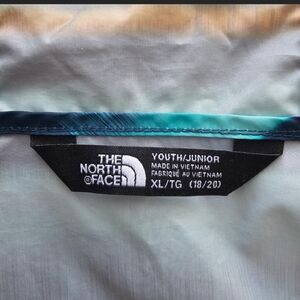 THE
NORTH
FACE
YOUTH/JUNIOR
MADE IN VIETNAM
FABRIQUÉ AU VIETNAM
XL/TG (18/20)